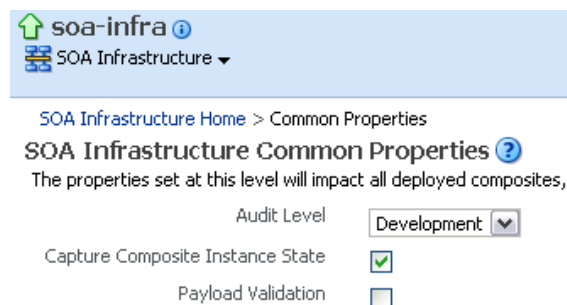 soa-infra
SOA Infrastructure
SOA Infrastructure Home > Common Properties
SOA Infrastructure Common Properties
The properties set at this level will impact all deployed composites,
Audit Level Development
Capture Composite Instance State
Payload Validation